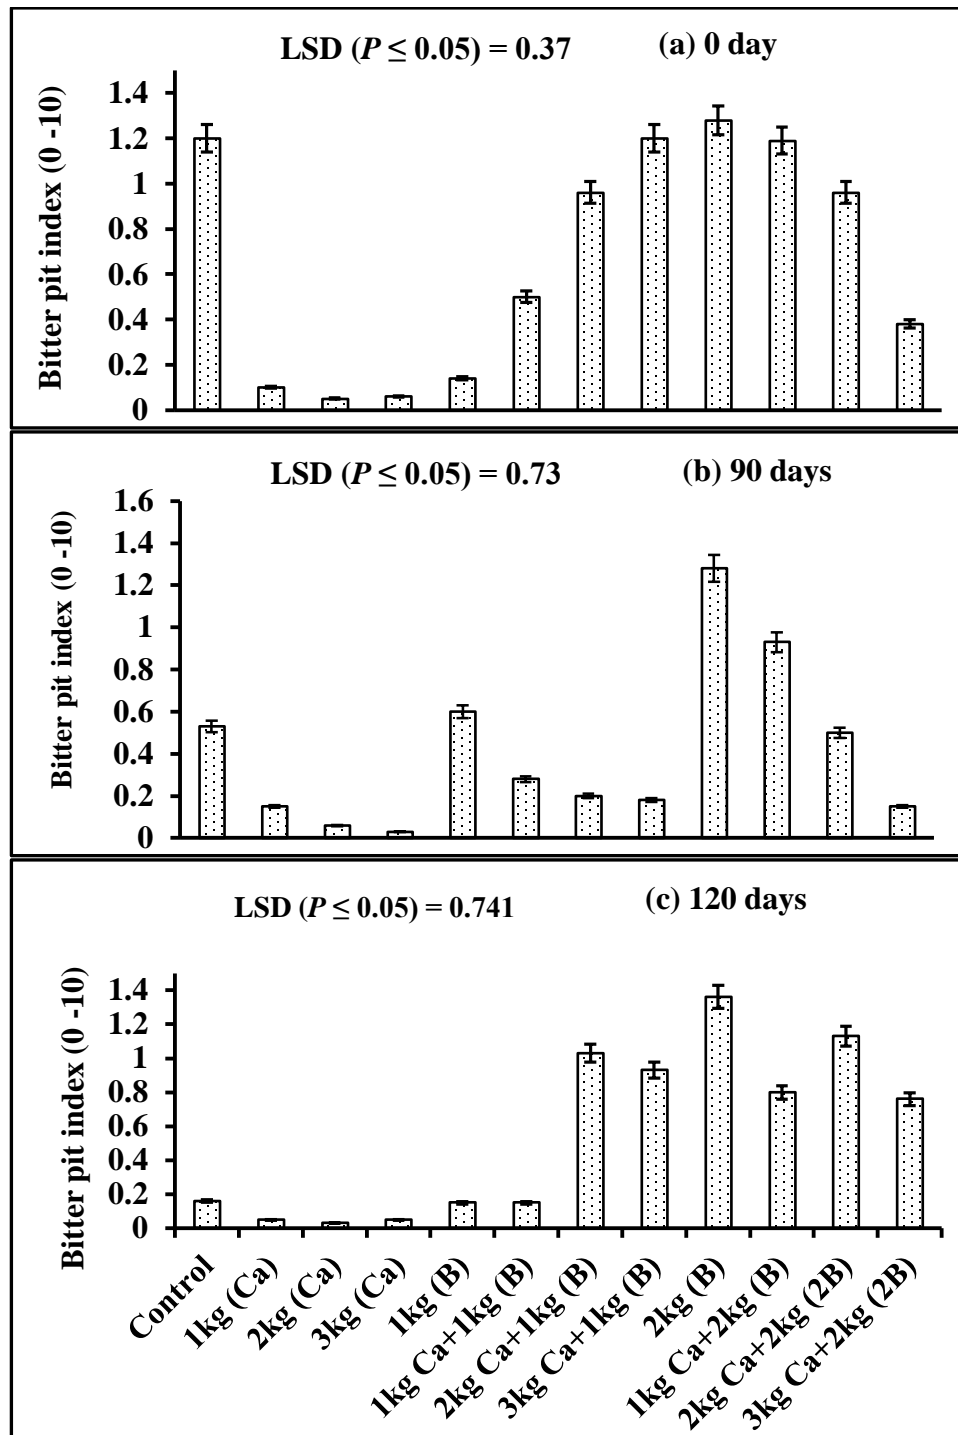 LSD (P ≤ 0.05) = 0.37
(a) 0 day
Bitter pit index (0 -10)
1.4
1.2
1
0.8
0.6
0.4
0.2
0
LSD (P ≤ 0.05) = 0.73
(b) 90 days
Bitter pit index (0 -10)
1.6
1.4
1.2
1
0.8
0.6
0.4
0.2
0
LSD (P ≤ 0.05) = 0.741
(c) 120 days
Bitter pit index (0 -10)
1.4
1.2
1
0.8
0.6
0.4
0.2
0
Control
1kg (Ca)
2kg (Ca)
3kg (Ca)
1kg (B)
1kg Ca+1kg (B)
2kg Ca+1kg (B)
3kg Ca+1kg (B)
2kg (B)
1kg Ca+2kg (B)
2kg Ca+2kg (2B)
3kg Ca+2kg (2B)